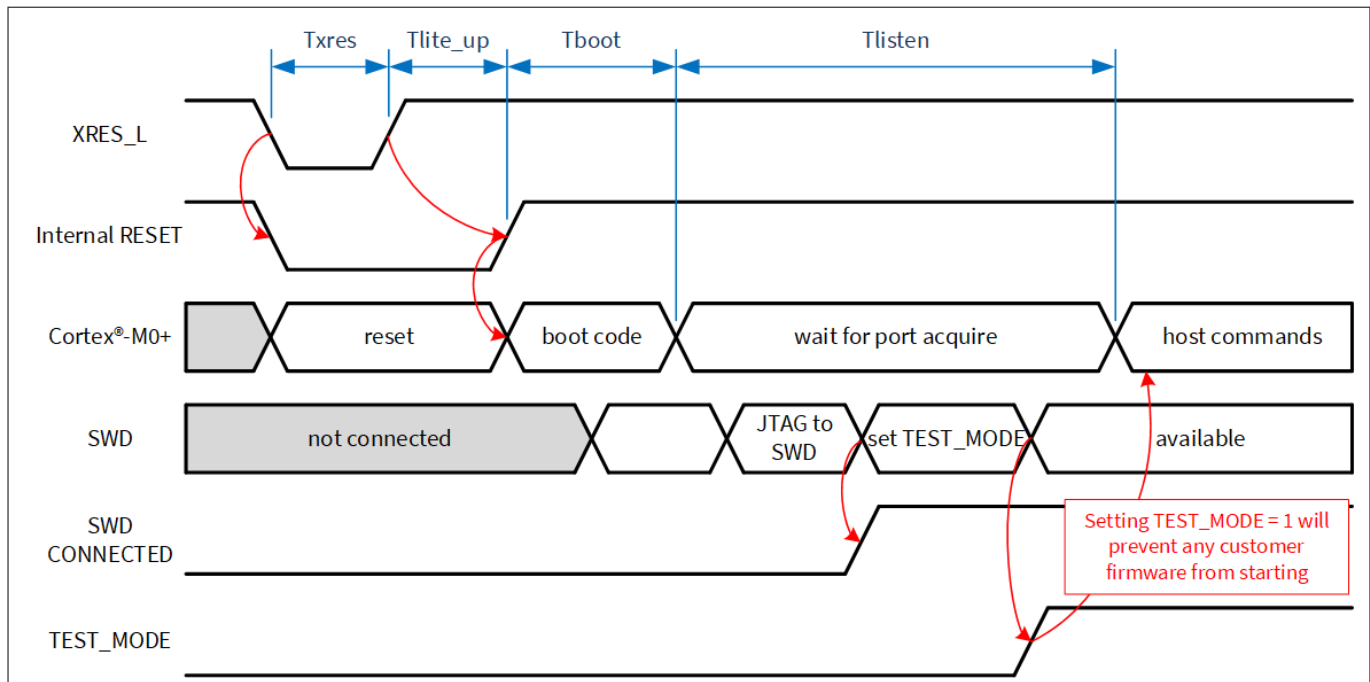 Txres Tlite_up Tboot Tlisten
XRES_L
Internal RESET
Cortex®-M0+ reset boot code wait for port acquire host commands
SWD not connected JTAG to
SWD set TEST_MODE available
SWD
CONNECTED
Setting TEST_MODE = 1 will
prevent any customer
firmware from starting
TEST_MODE